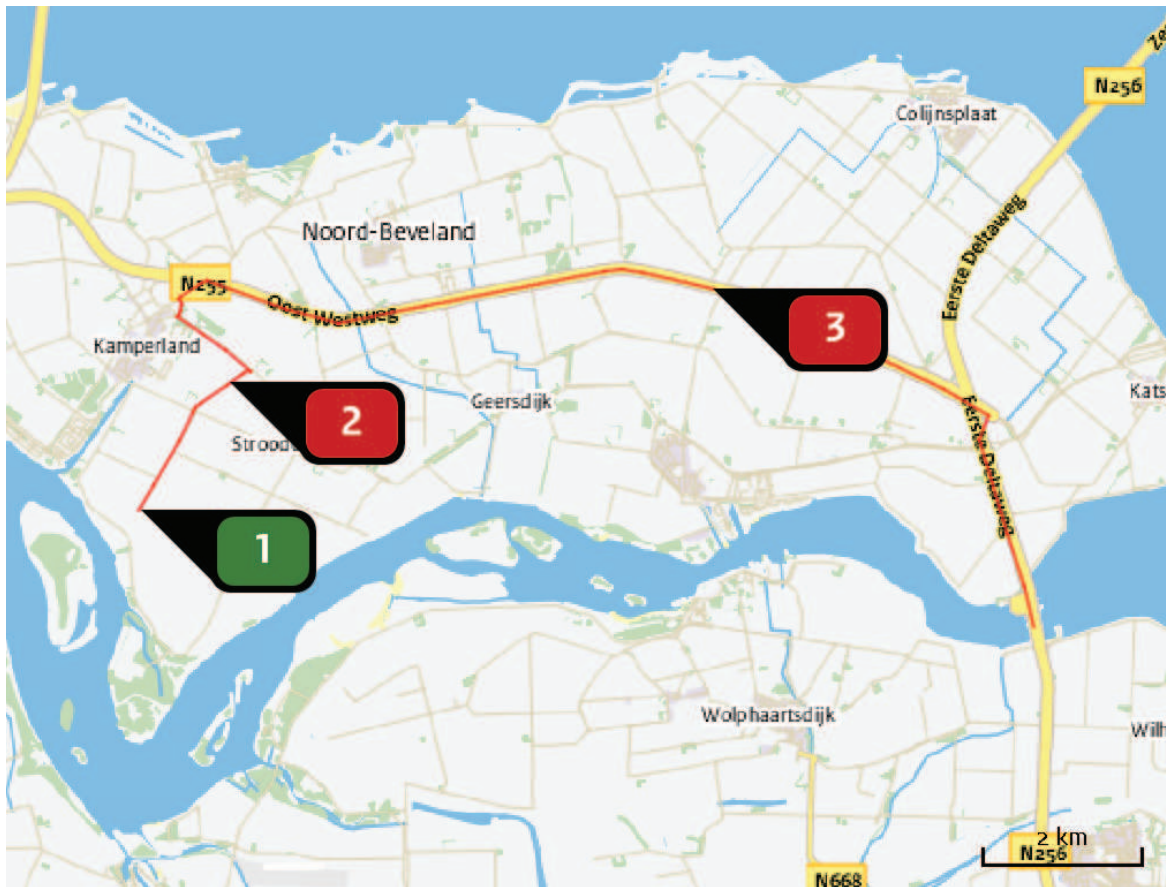 Ze
N256
Colijnsplaat
Eerste Deltaweg
Noord-Beveland
N255
Oost Westweg
3
Kamperland
2
Geersdijk
Kats
Strood
Eerste Deltaweg
1
Wolphaartsdijk
Wilh
2 km
N256
N668